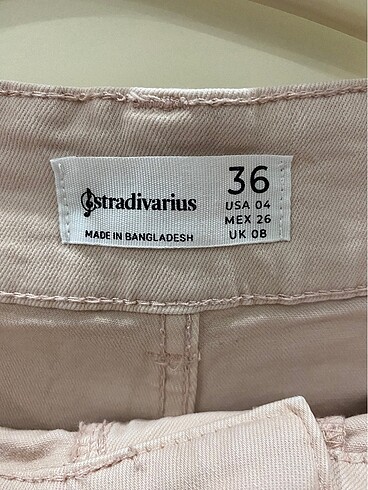 stradivarius
MADE IN BANGLADESH
36
USA 04
MEX 26
UK 08